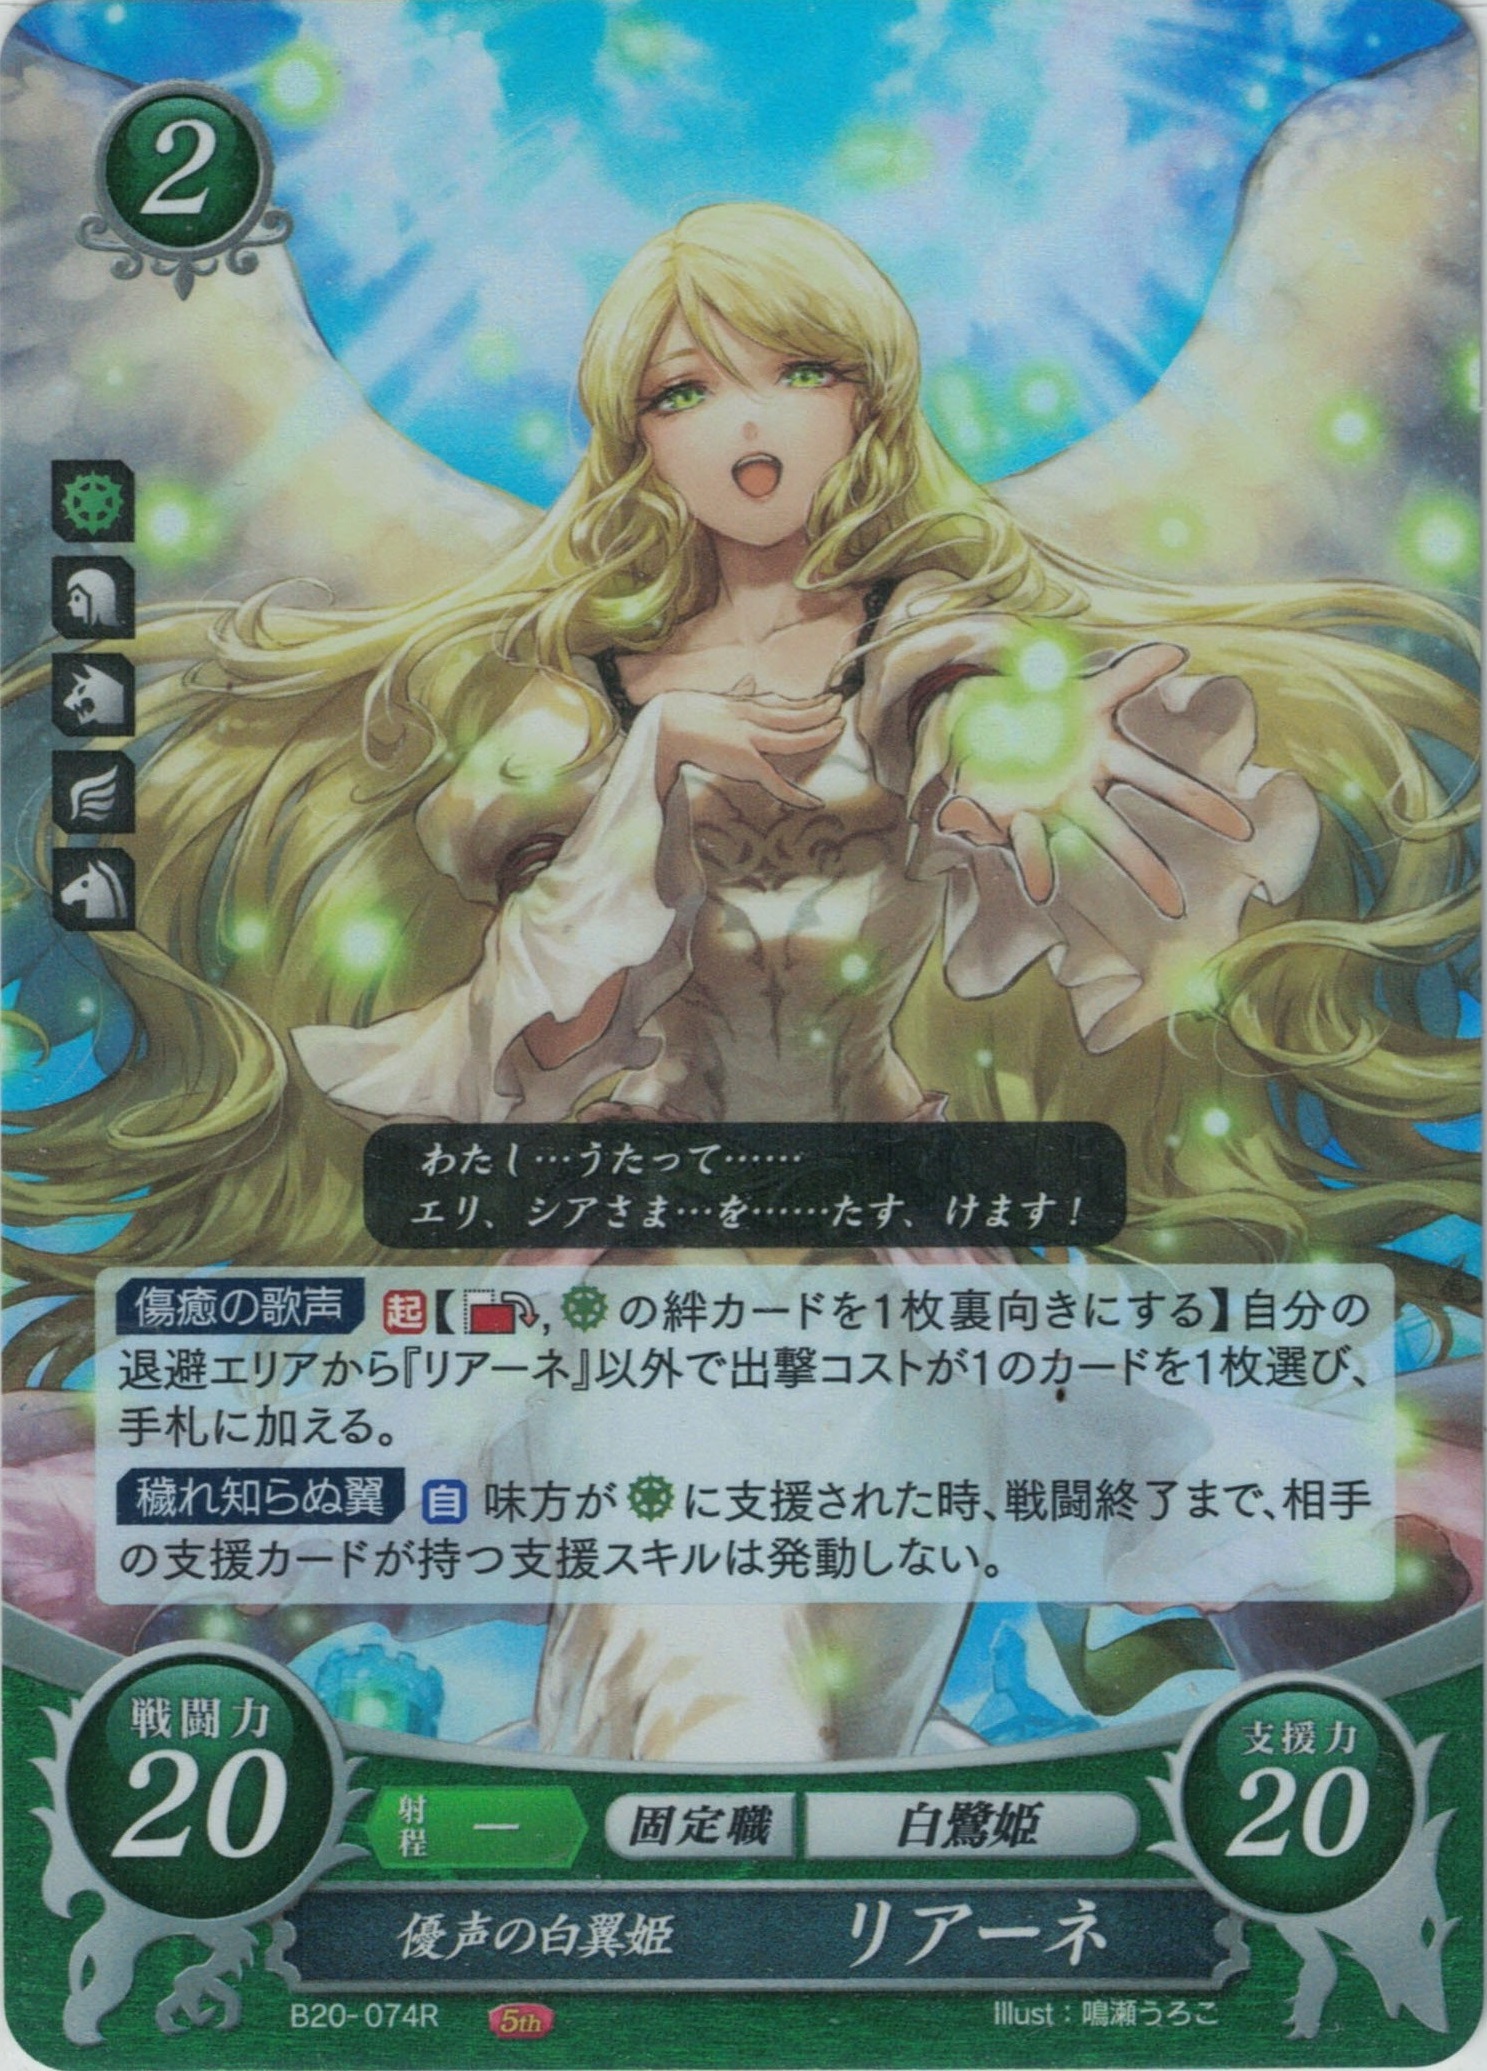 2
わたし…うたって……
エリ、シアさま…を……たす、けます！
傷癒の歌声 起【 , の絆カードを1枚裏向きにする】自分の
退避エリアから『リアーネ』以外で出撃コストが1のカードを1枚選び、
手札に加える。
穢れ知らぬ翼 自 味方が に支援された時、戦闘終了まで、相手
の支援カードが持つ支援スキルは発動しない。
戦闘力
20
射程 ―
固定職 白鷺姫
支援力
20
優声の白翼姫 リアーネ
B20-074R 5th Illust：鳴瀬うろこ